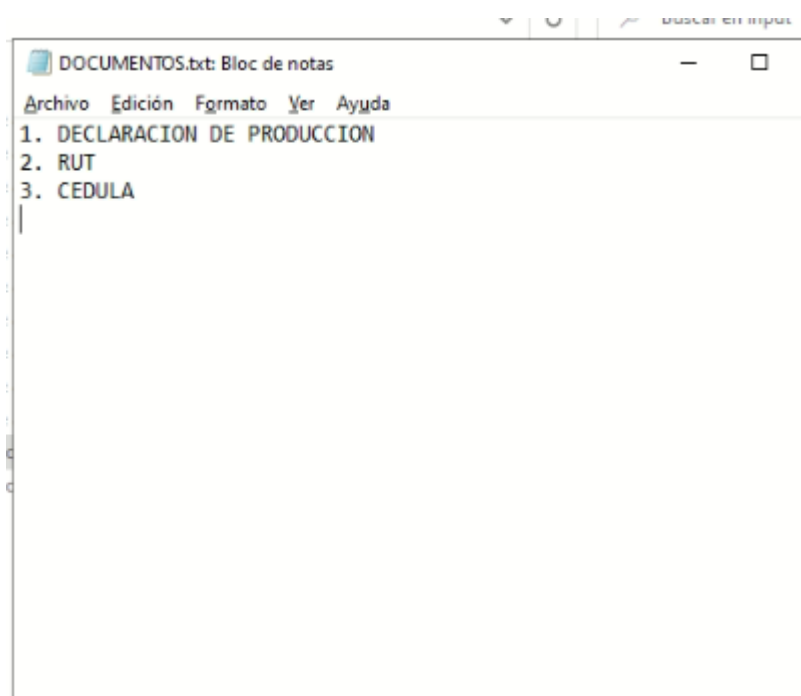 buscar en input
DOCUMENTOS.txt: Bloc de notas
Archivo Edición Formato Ver Ayuda
1. DECLARACION DE PRODUCCION
2. RUT
3. CEDULA